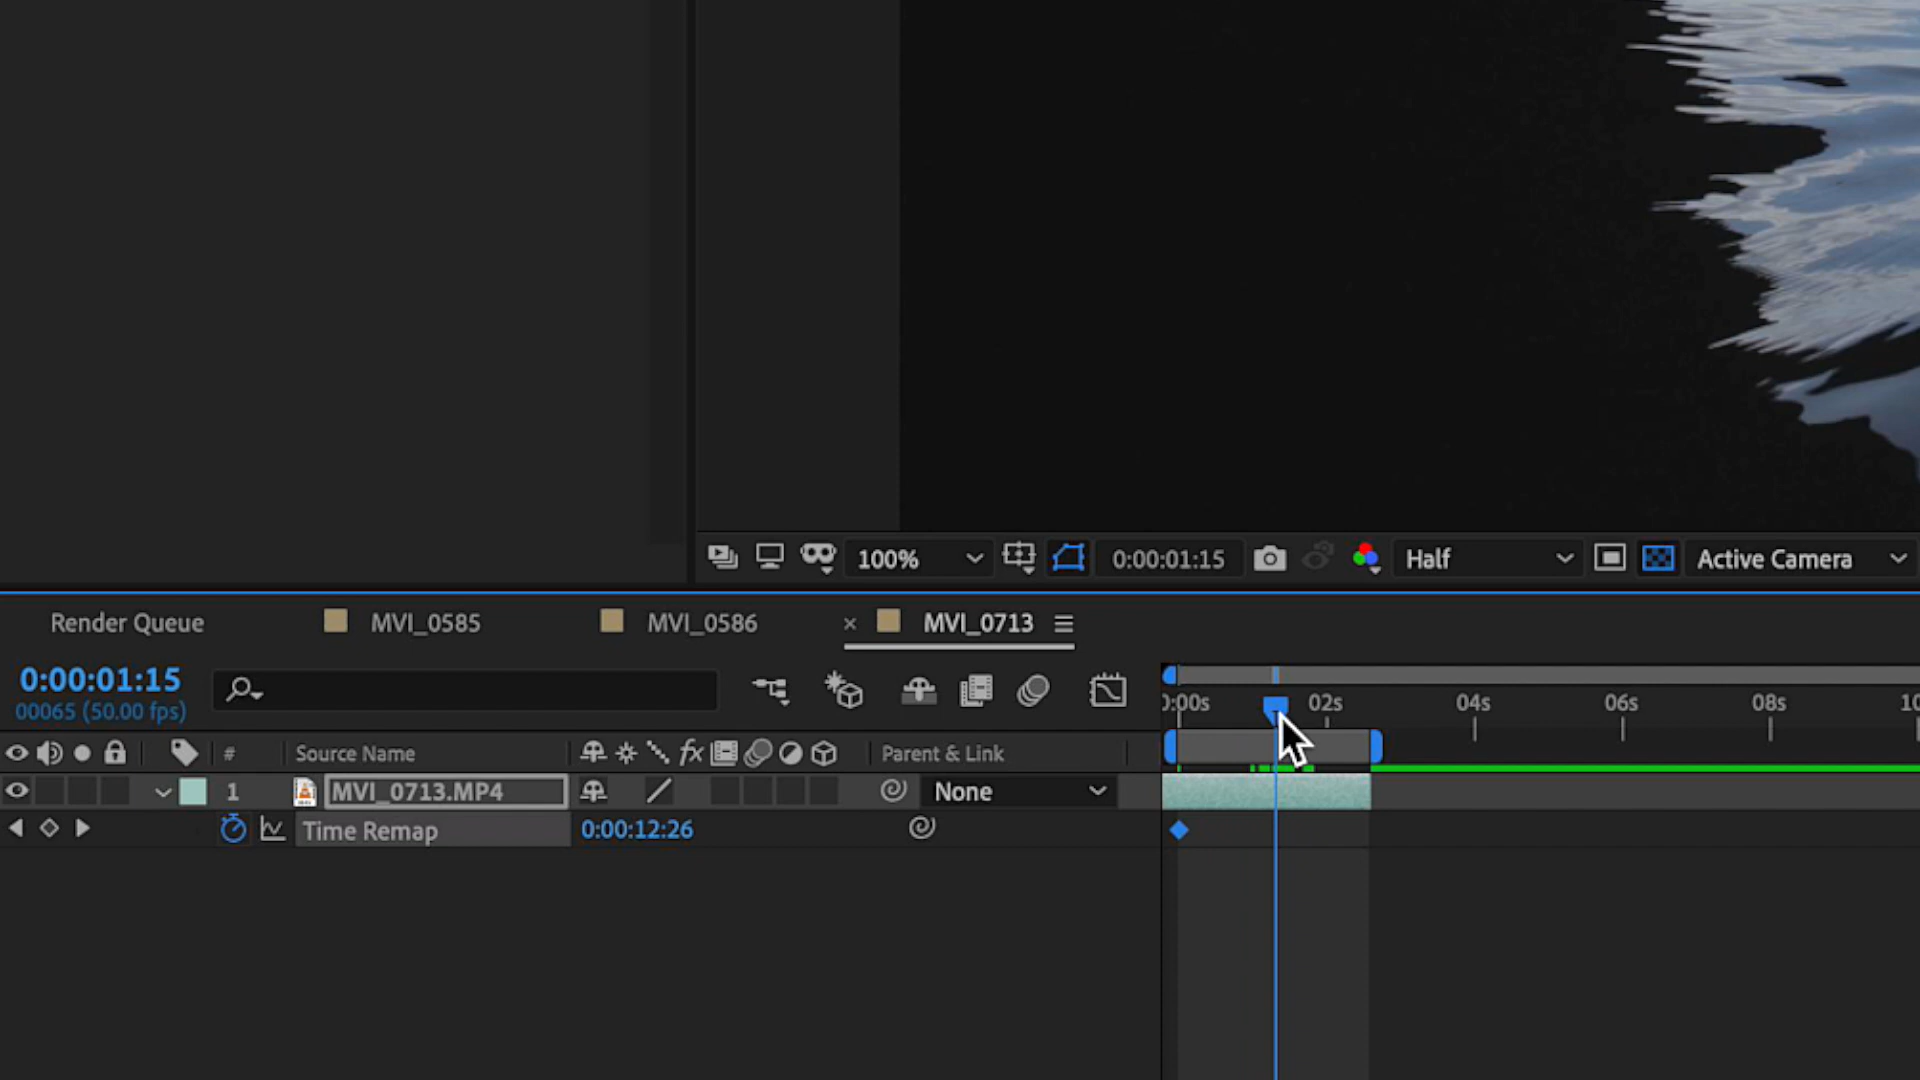 100%
0:00:01:15
Half
Active Camera
Render Queue
MVI_0585
MVI_0586
× MVI_0713
0:00:01:15
00065 (50.00 fps)
0:00s
02s
04s
06s
08s
10
# Source Name
fx
Parent & Link
1
MVI_0713.MP4
None
Time Remap
0:00:12:26